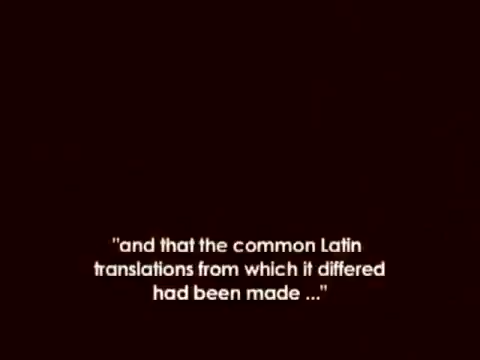 "and that the common Latin
translations from which it differed
had been made ..."